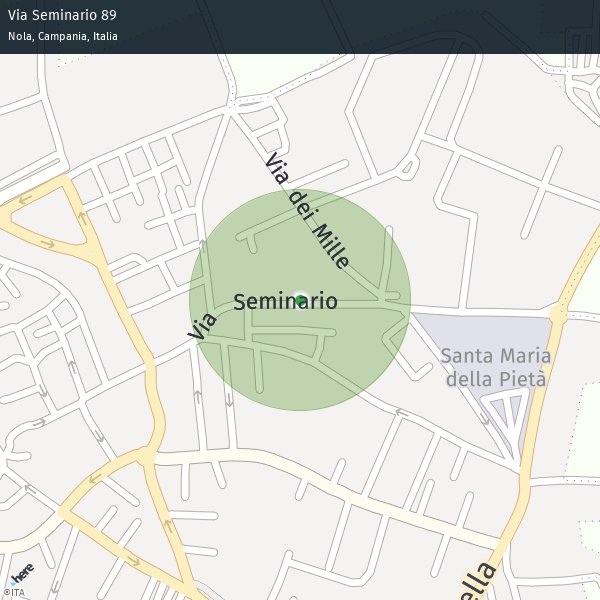 Via Seminario 89
Nola, Campania, Italia
Via dei Mille
Seminario
Via
Santa Maria
della Pietà
ella
here
©ITA